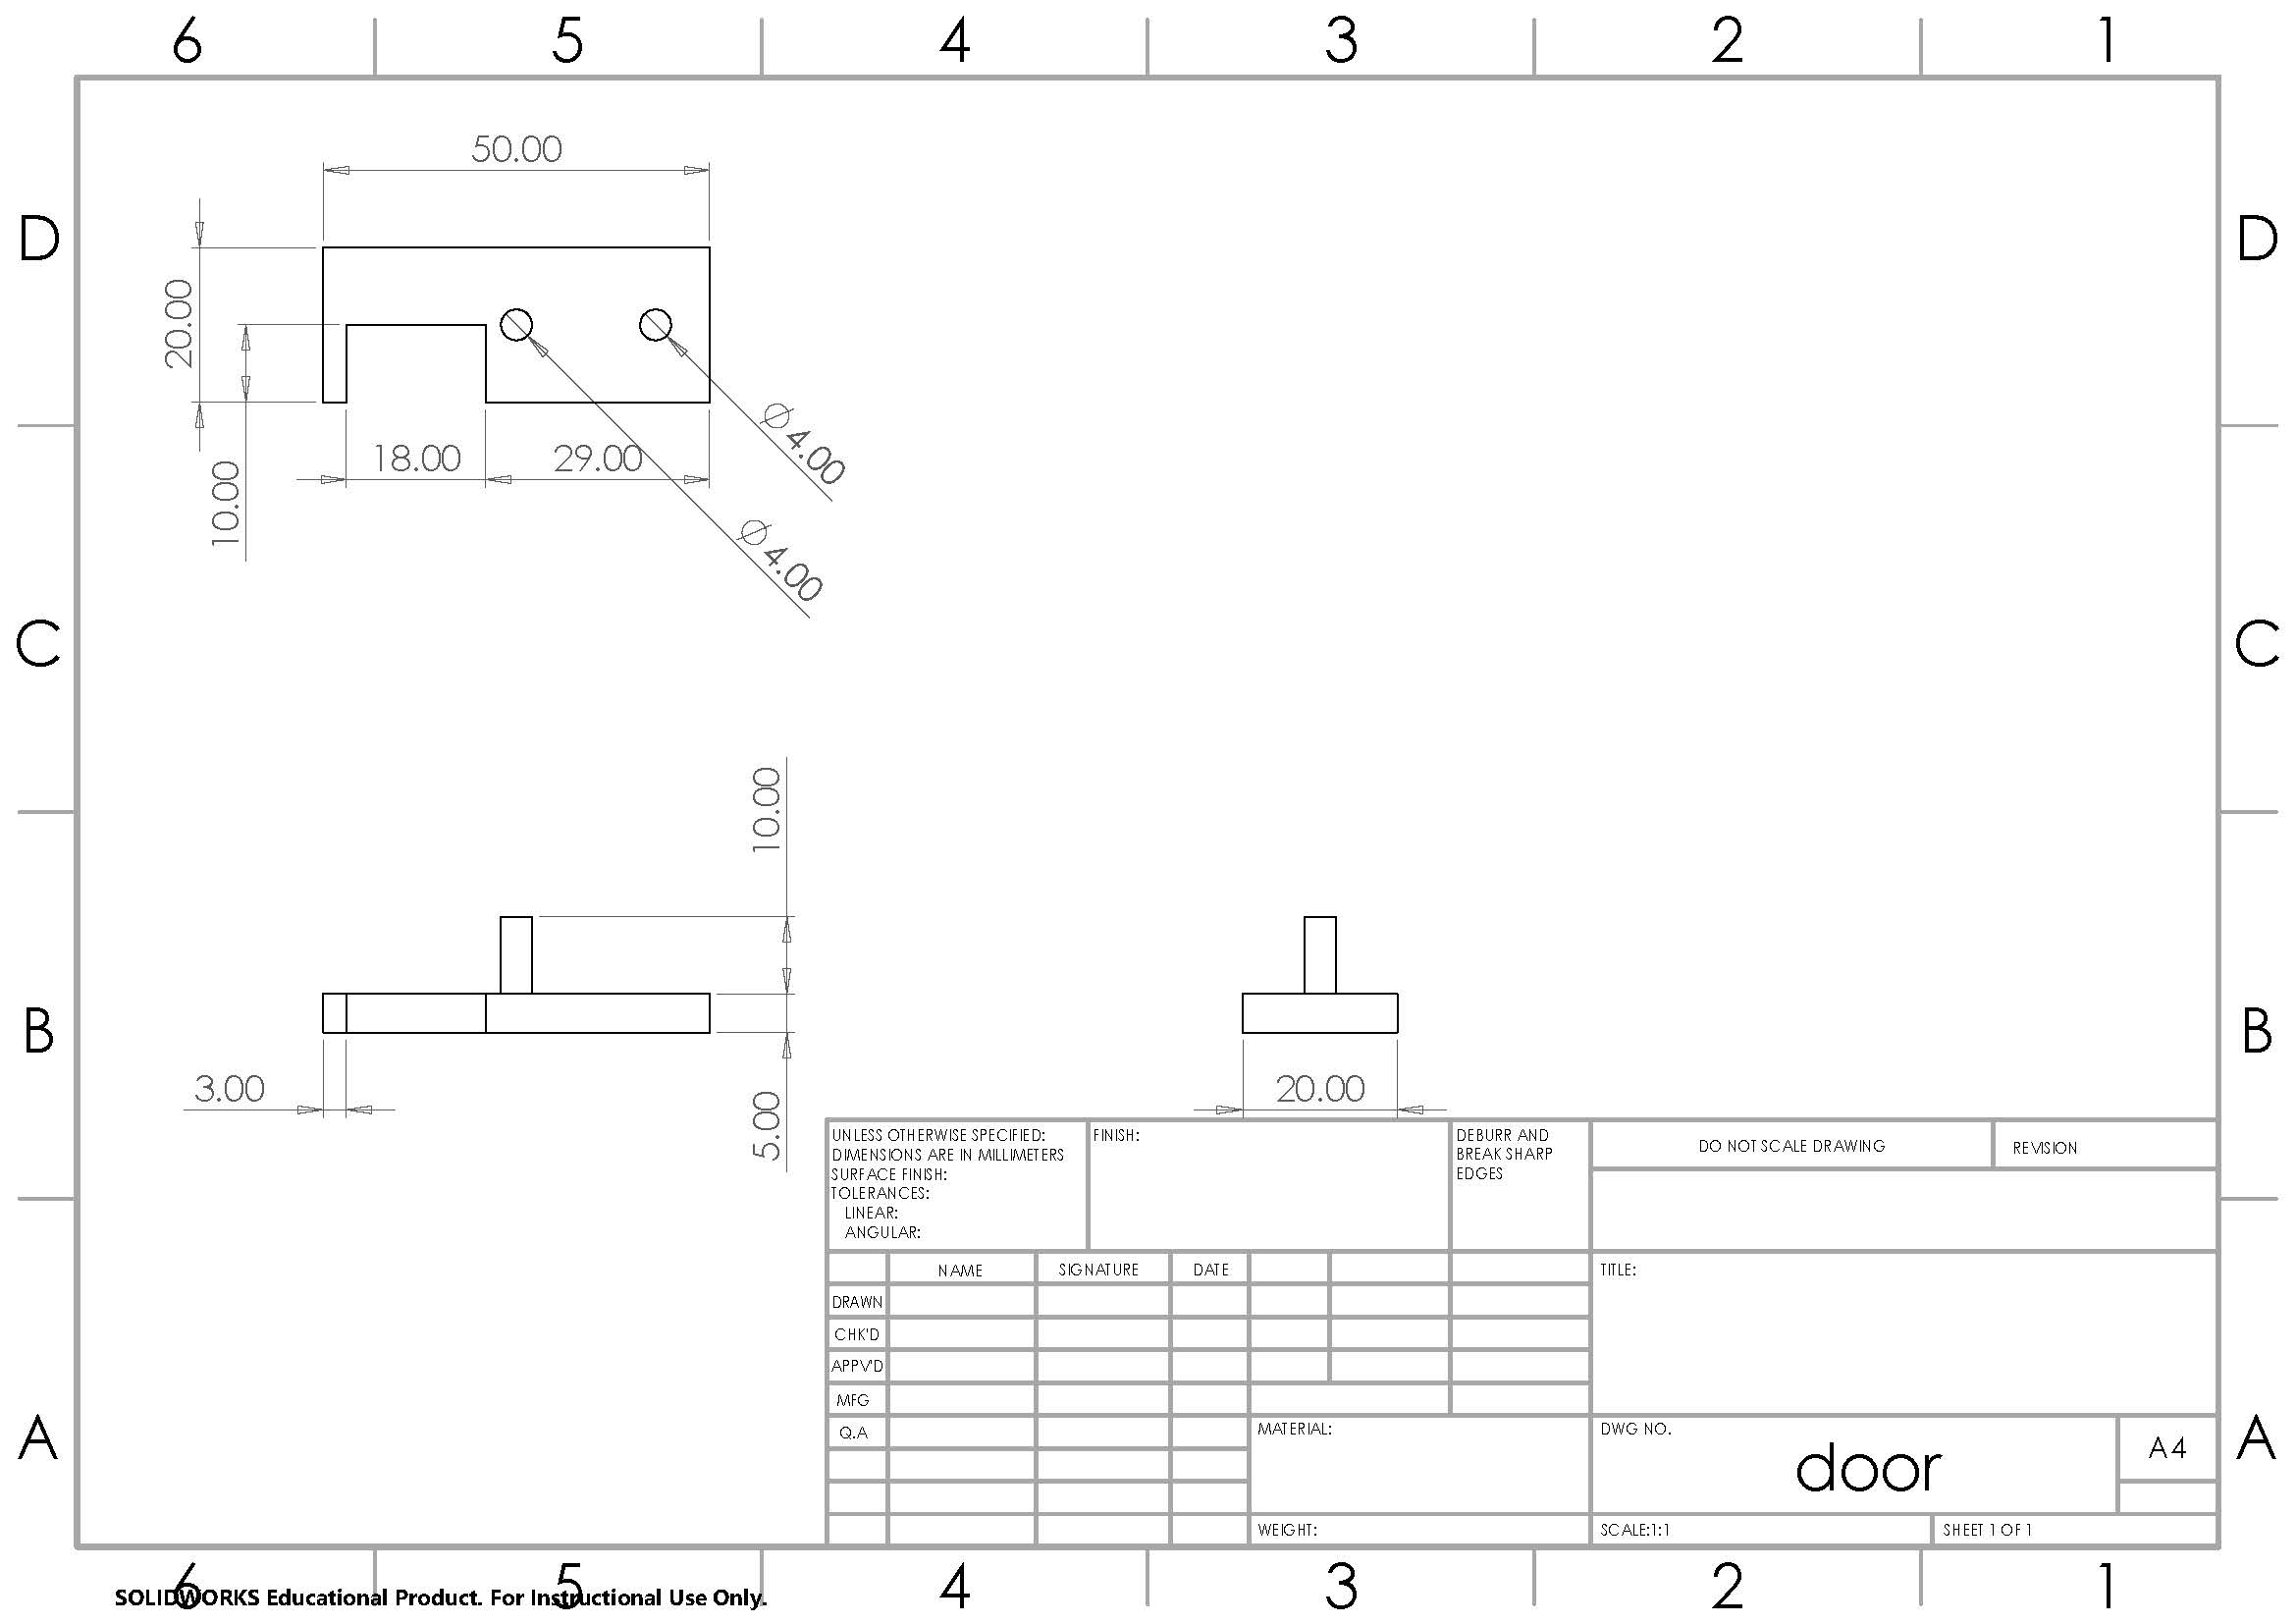 6 5 4 3 2 1
50.00
D D
20.00
18.00 29.00
⌀4.00
10.00
⌀4.00
C C
10.00
B B
3.00
20.00
5.00
UNLESS OTHERWISE SPECIFIED:
DIMENSIONS ARE IN MILLIMETERS
SURFACE FINISH:
TOLERANCES:
LINEAR:
ANGULAR:
FINISH:
DEBURR AND
BREAK SHARP
EDGES
DO NOT SCALE DRAWING
REVISION
NAME SIGNATURE DATE
TITLE:
DRAWN
CHK'D
APPV'D
MFG
Q.A
MATERIAL:
DWG NO.
door
A4
A A
WEIGHT:
SCALE:1:1
SHEET 1 OF 1
6 5 4 3 2 1
SOLIDWORKS Educational Product. For Instructional Use Only.